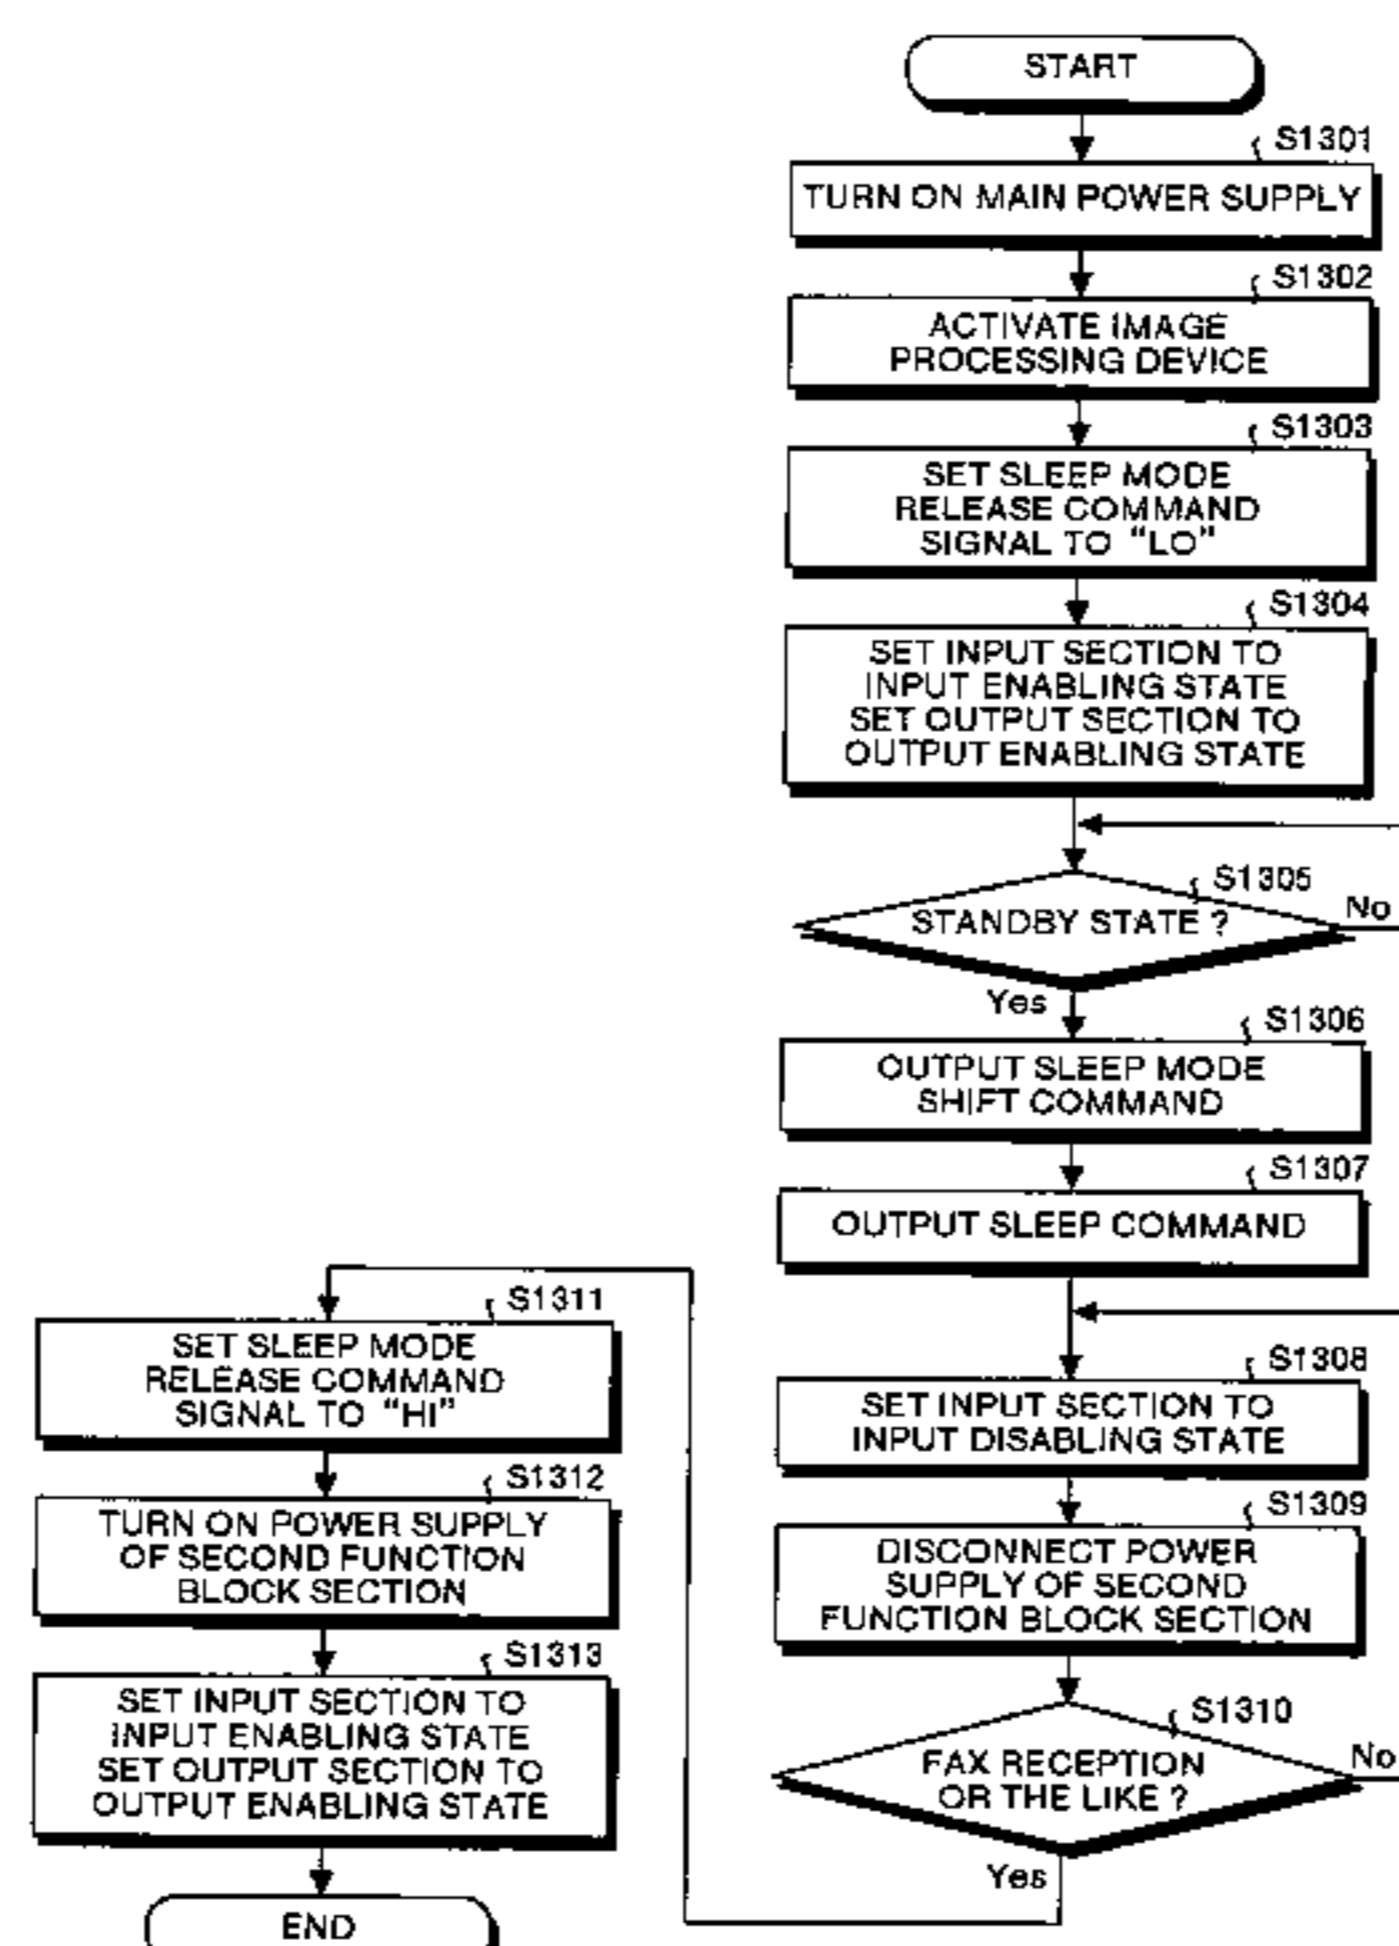 START
S1301
TURN ON MAIN POWER SUPPLY
S1302
ACTIVATE IMAGE
PROCESSING DEVICE
S1303
SET SLEEP MODE
RELEASE COMMAND
SIGNAL TO "LO"
S1304
SET INPUT SECTION TO
INPUT ENABLING STATE
SET OUTPUT SECTION TO
OUTPUT ENABLING STATE
S1305
STANDBY STATE ?
No
Yes
S1306
OUTPUT SLEEP MODE
SHIFT COMMAND
S1307
OUTPUT SLEEP COMMAND
S1308
SET INPUT SECTION TO
INPUT DISABLING STATE
S1309
DISCONNECT POWER
SUPPLY OF SECOND
FUNCTION BLOCK SECTION
S1310
FAX RECEPTION
OR THE LIKE ?
No
Yes
S1311
SET SLEEP MODE
RELEASE COMMAND
SIGNAL TO "HI"
S1312
TURN ON POWER SUPPLY
OF SECOND FUNCTION
BLOCK SECTION
S1313
SET INPUT SECTION TO
INPUT ENABLING STATE
SET OUTPUT SECTION TO
OUTPUT ENABLING STATE
END